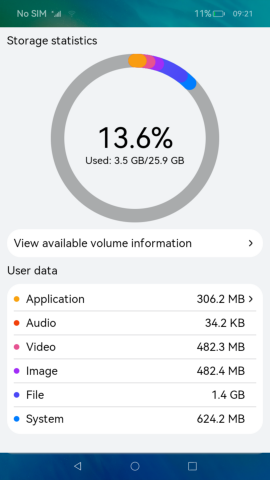 No SIM
11%
09:21
Storage statistics
13.6%
Used: 3.5 GB/25.9 GB
View available volume information
User data
Application 306.2 MB
Audio 34.2 KB
Video 482.3 MB
Image 482.4 MB
File 1.4 GB
System 624.2 MB